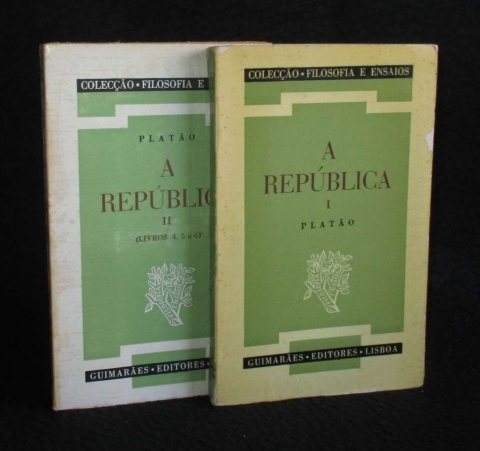 COLECÇÃO • FILOSOFIA E
PLATÃO
A
REPÚBLIC
II
(LIVROS 4, 5 e 6)
GUIMARÃES • EDITORES •
COLECÇÃO • FILOSOFIA E ENSAIOS
A
REPÚBLICA
I
PLATÃO
GUIMARÃES • EDITORES • LISBOA